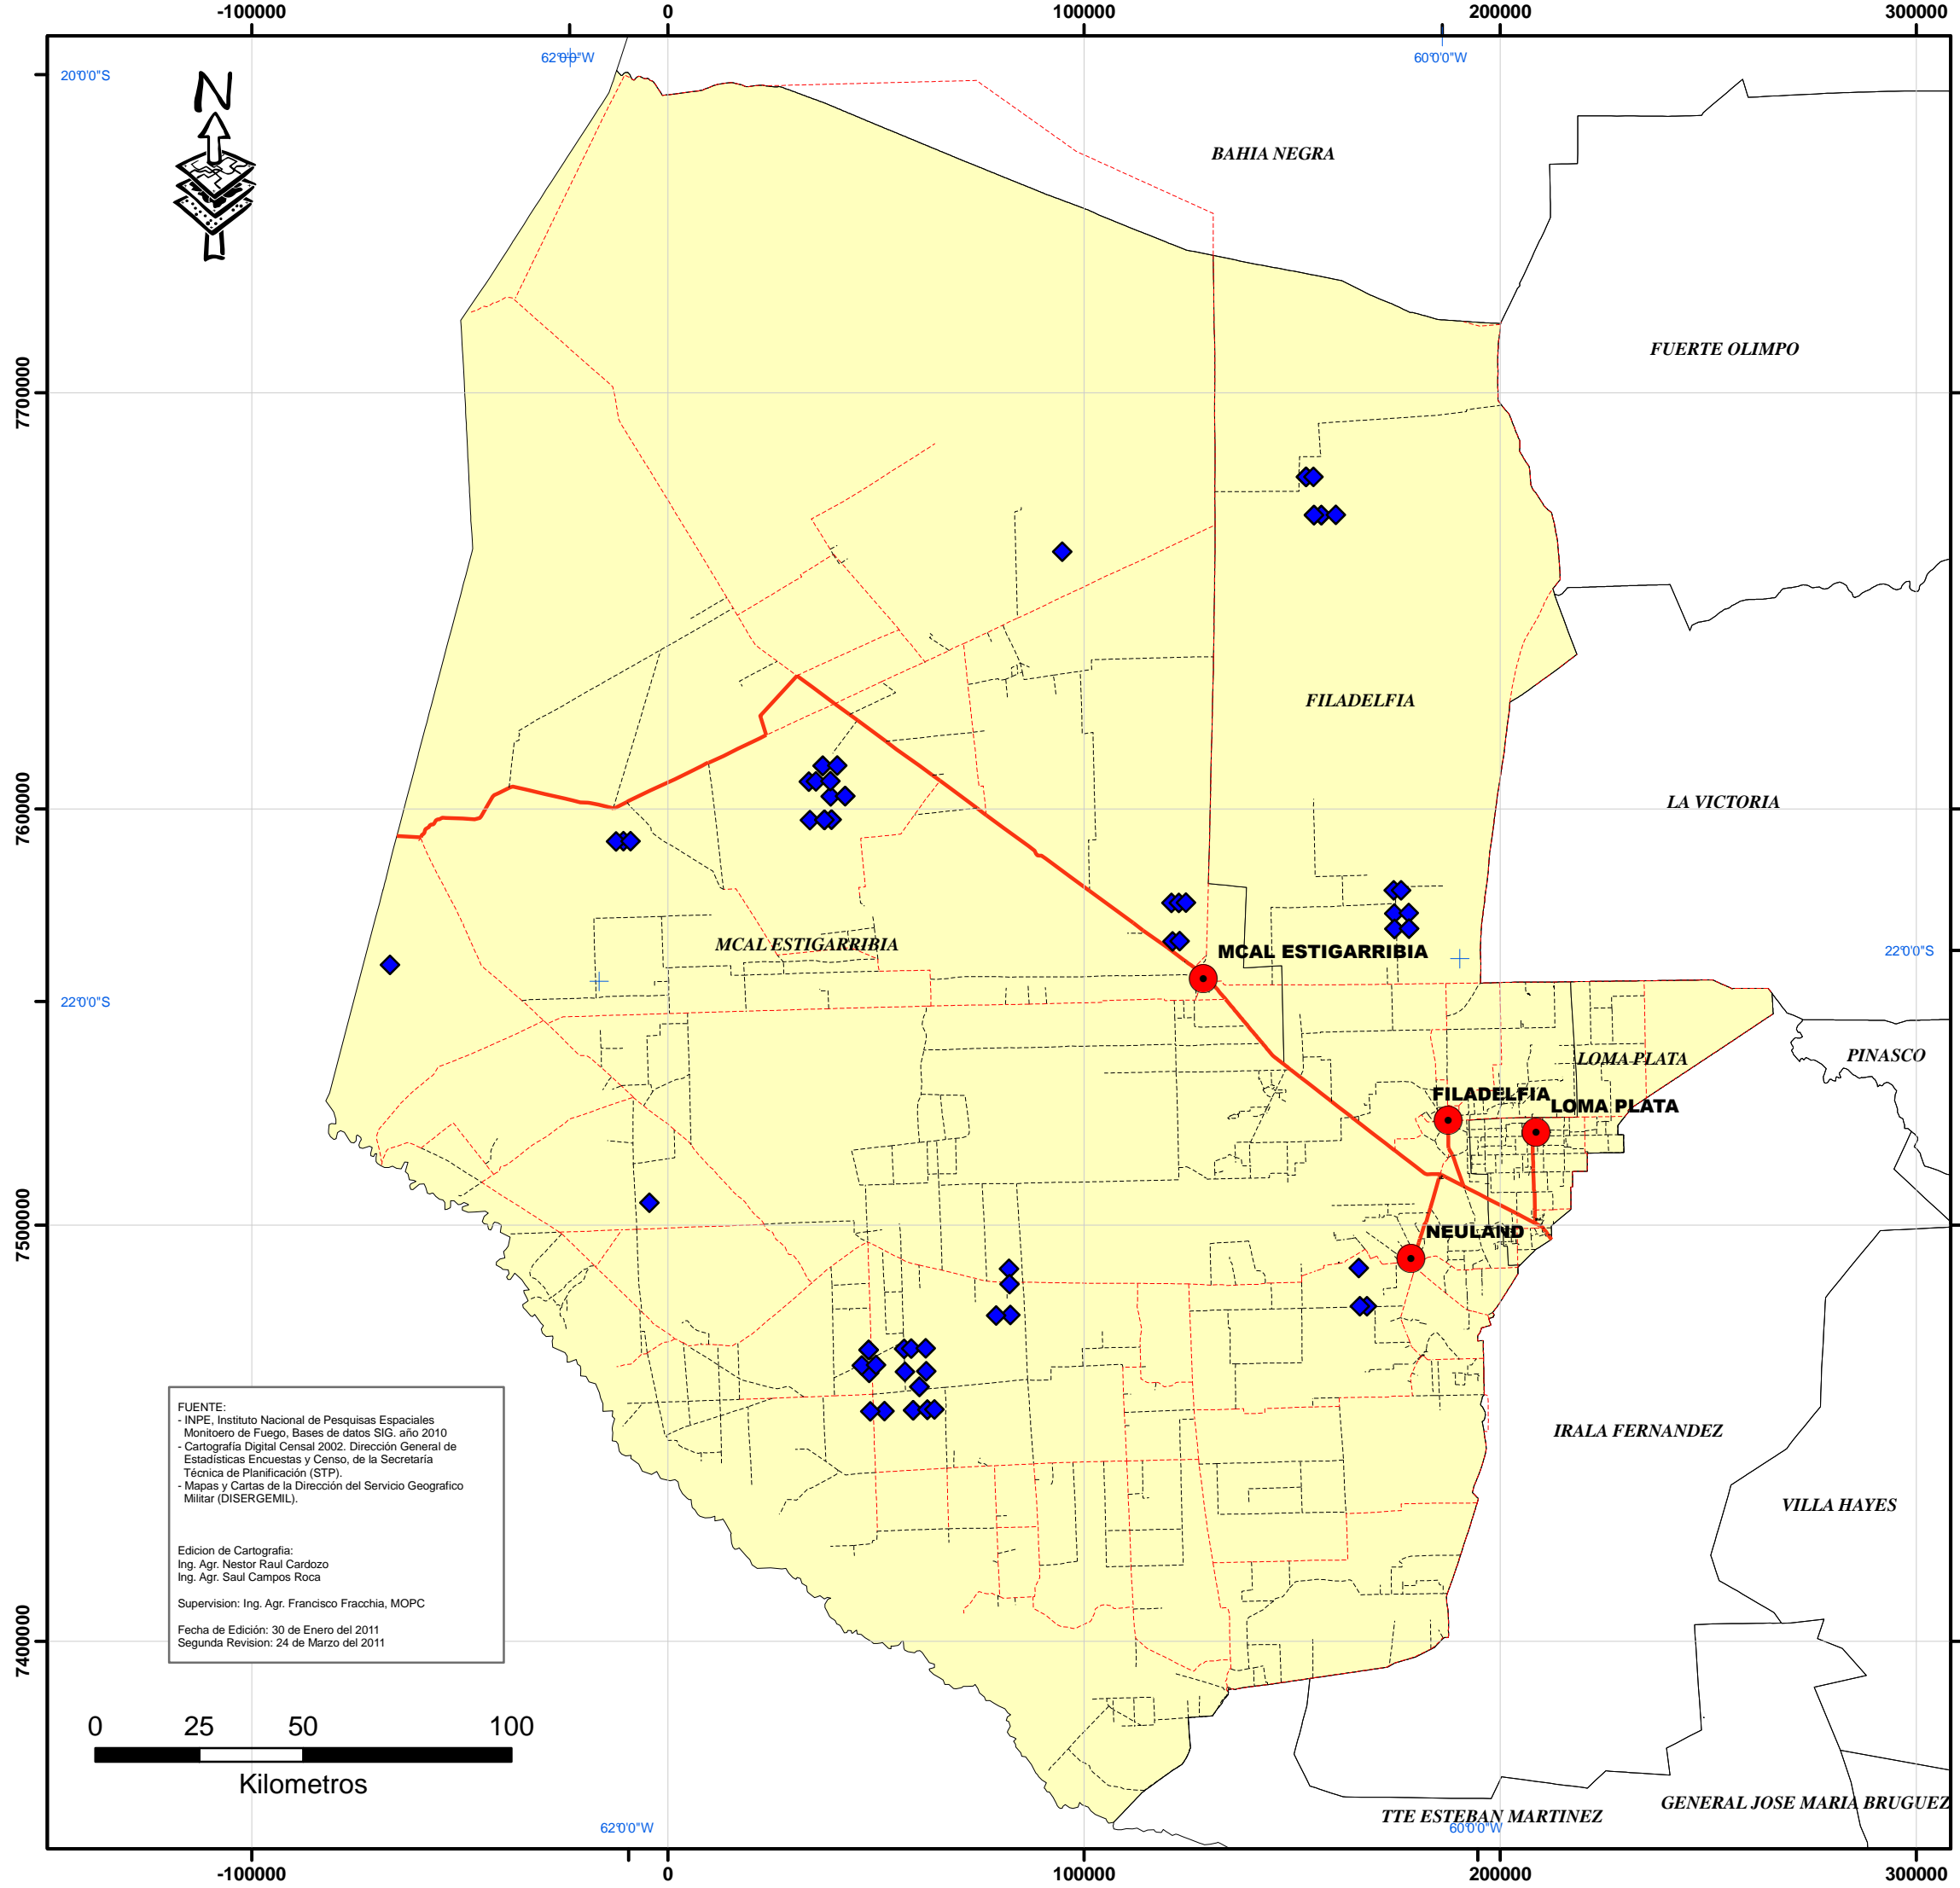 -100000 0 100000 200000 300000
62°0'0"W 60°0'0"W
20°0'0"S
N
BAHIA NEGRA
FUERTE OLIMPO
7700000
FILADELFIA
LA VICTORIA
7600000
MCAL ESTIGARRIBIA
MCAL ESTIGARRIBIA
22°0'0"S
22°0'0"S
LOMA PLATA
PINASCO
FILADELFIA
LOMA PLATA
7500000
NEULAND
IRALA FERNANDEZ
VILLA HAYES
FUENTE:
- INPE, Instituto Nacional de Pesquisas Espaciales
Monitoero de Fuego, Bases de datos SIG. año 2010
- Cartografía Digital Censal 2002. Dirección General de
Estadísticas Encuestas y Censo, de la Secretaría
Técnica de Planificación (STP).
- Mapas y Cartas de la Dirección del Servicio Geografico
Militar (DISERGEMIL).
Edicion de Cartografia:
Ing. Agr. Nestor Raul Cardozo
Ing. Agr. Saul Campos Roca
Supervision: Ing. Agr. Francisco Fracchia, MOPC
Fecha de Edición: 30 de Enero del 2011
Segunda Revision: 24 de Marzo del 2011
7400000
0 25 50 100
Kilometros
TTE ESTEBAN MARTINEZ
GENERAL JOSE MARIA BRUGUEZ
62°0'0"W 60°0'0"W
-100000 0 100000 200000 300000